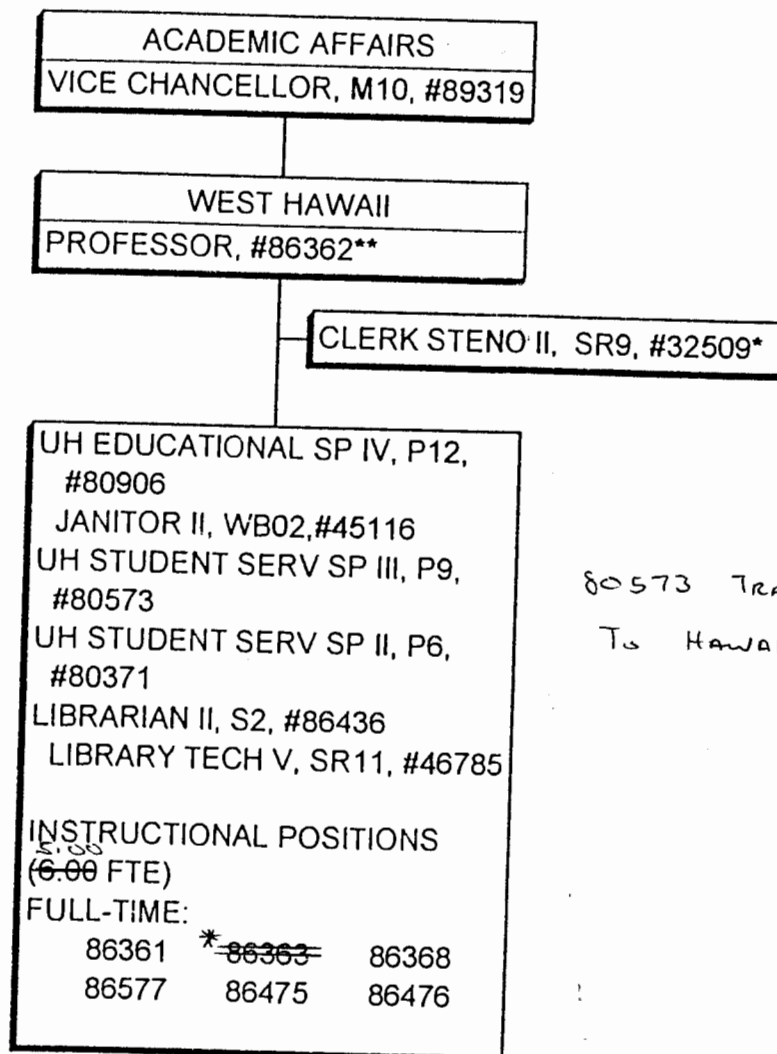 ACADEMIC AFFAIRS
VICE CHANCELLOR, M10, #89319
WEST HAWAII
PROFESSOR, #86362**
CLERK STENO II, SR9, #32509*
UH EDUCATIONAL SP IV, P12,
#80906
JANITOR II, WB02,#45116
UH STUDENT SERV SP III, P9,
#80573
UH STUDENT SERV SP II, P6,
#80371
LIBRARIAN II, S2, #86436
LIBRARY TECH V, SR11, #46785
80573
To
INSTRUCTIONAL POSITIONS
5.00
(6.00 FTE)
FULL-TIME:
86361 *86363 86368
86577 86475 86476